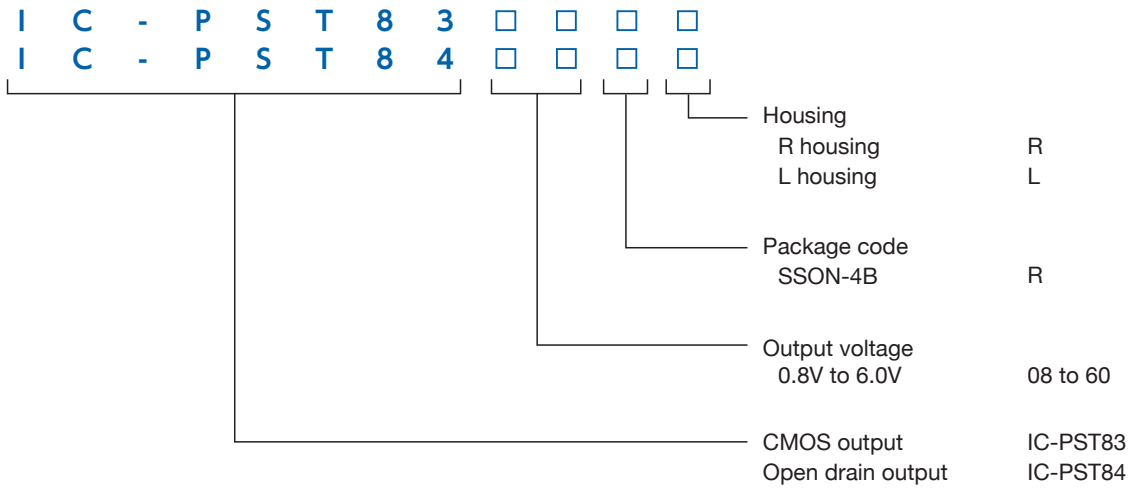 IC-PST83□□□□
IC-PST84□□□□
Housing
R housing R
L housing L
Package code
SSON-4B R
Output voltage
0.8V to 6.0V 08 to 60
CMOS output IC-PST83
Open drain output IC-PST84